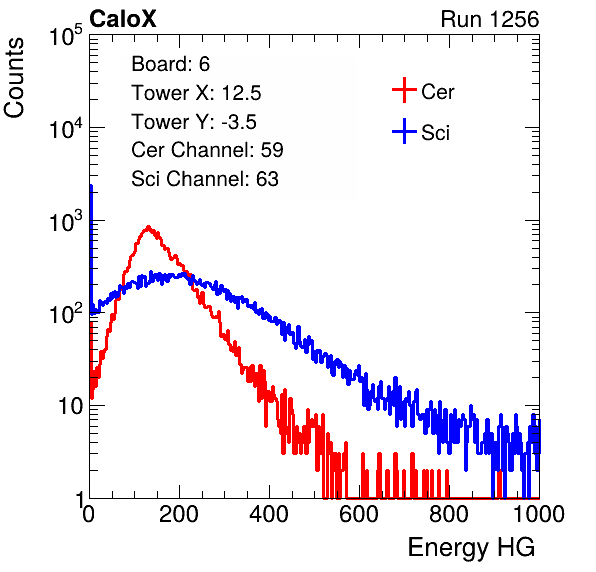 CaloX Run 1256
Board: 6
Tower X: 12.5
Tower Y: -3.5
Cer Channel: 59
Sci Channel: 63
Cer
Sci
Counts
10^5
10^4
10^3
10^2
10
1
0 200 400 600 800 1000
Energy HG